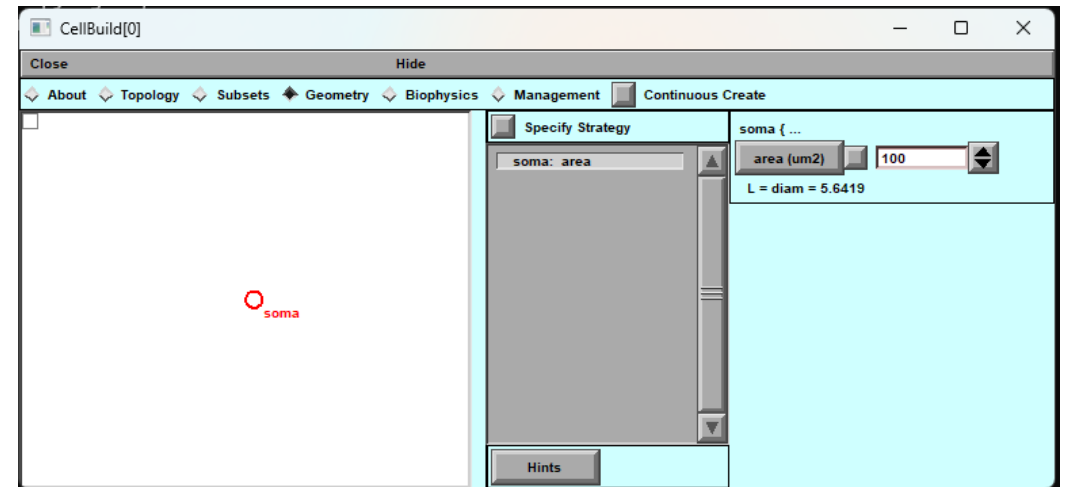 CellBuild[0]
Close Hide
About Topology Subsets Geometry Biophysics Management Continuous Create
Specify Strategy
soma: area
soma { ...
area (um2) 100
L = diam = 5.6419
soma
Hints